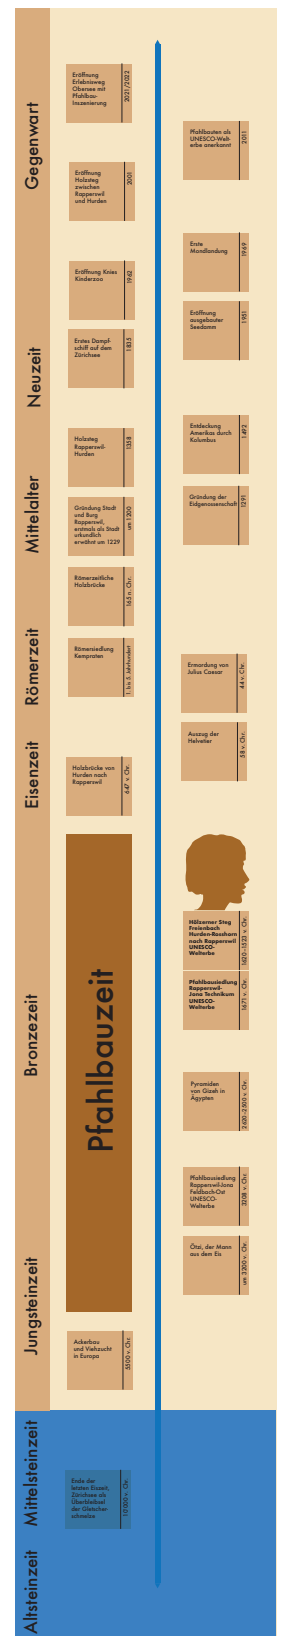 Gegenwart
Eröffnung
Erlebnisweg
Obersee mit
Pfahlbau-
Inszenierung
2021/2022
Pfahlbauten als
UNESCO-Welt-
erbe anerkannt
2011
Eröffnung
Holzsteg
zwischen
Rapperswil
und Hurden
2001
Erste
Mondlandung
1969
Eröffnung Knies
Kinderzoo
1962
Eröffnung
ausgebauter
Seedamm
1951
Neuzeit
Erstes Dampf-
schiff auf dem
Zürichsee
1835
Entdeckung
Amerikas durch
Kolumbus
1492
Mittelalter
Holzsteg
Rapperswil-
Hurden
1358
Gründung der
Eidgenossenschaft
1291
Gründung Stadt
und Burg
Rapperswil,
erstmals als Stadt
urkundlich
erwähnt um 1229
um 1200
Römerzeit
Römerzeitliche
Holzbrücke
165 n. Chr.
Römersiedlung
Kempraten
1. bis 5. Jahrhundert
Ermordung von
Julius Caesar
44 v. Chr.
Auszug der
Helvetier
58 v. Chr.
Eisenzeit
Holzbrücke von
Hurden nach
Rapperswil
647 v. Chr.
Bronzezeit
Pfahlbauzeit
Hölzerner Steg
Freienbach
Hurden-Rosshorn
nach Rapperswil
UNESCO-
Welterbe
1620-1523 v. Chr.
Pfahlbausiedlung
Rapperswil-
Jona Technikum
UNESCO-
Welterbe
1671 v. Chr.
Pyramiden
von Gizeh in
Ägypten
2620-2500 v. Chr.
Pfahlbausiedlung
Rapperswil-Jona
Feldbach-Ost
UNESCO-
Welterbe
3208 v. Chr.
Ötzi, der Mann
aus dem Eis
um 3200 v. Chr.
Jungsteinzeit
Ackerbau
und Viehzucht
in Europa
5500 v. Chr.
Mittelsteinzeit
Ende der
letzten Eiszeit,
Zürichsee als
Überbleibsel
der Gletscher
schmelze
10'000 v. Chr.
Altsteinzeit